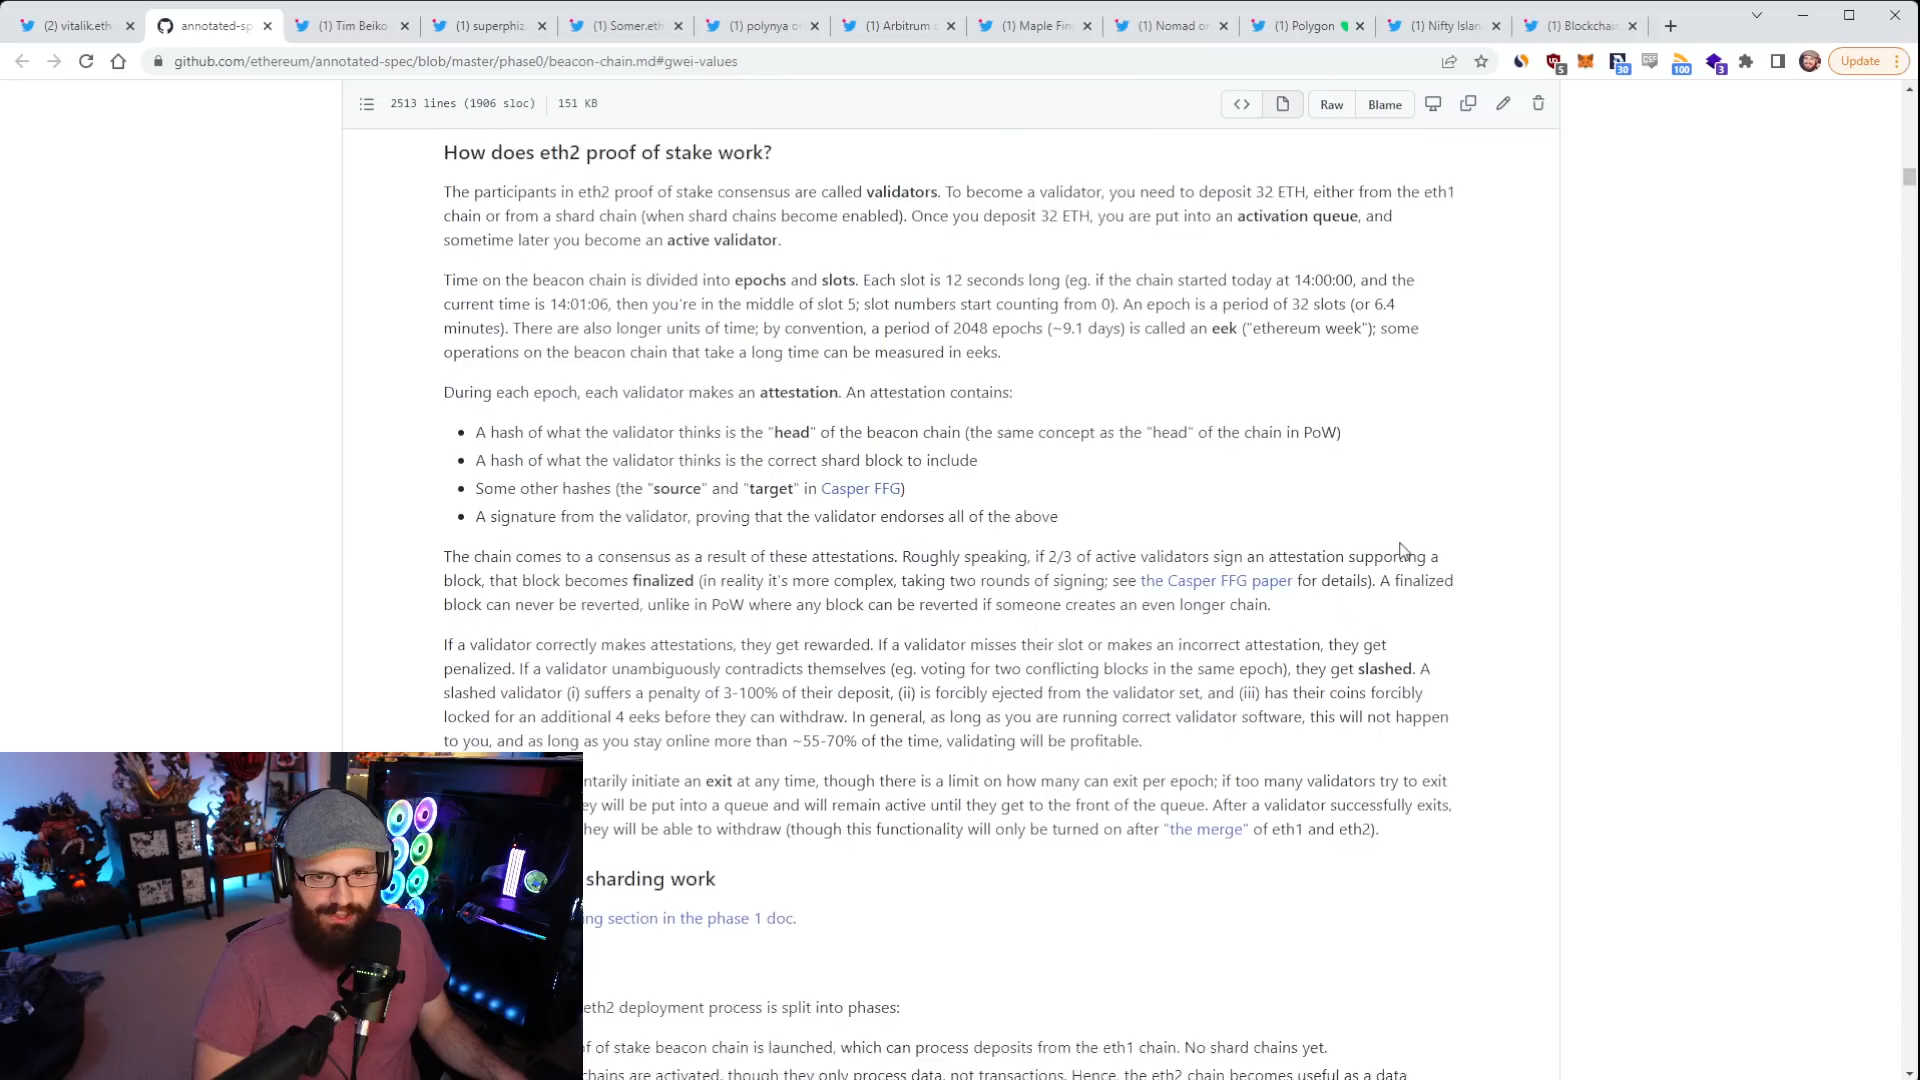 (2) vitalik.eth
annotated-sp
(1) Tim Beiko
(1) superphiz.
(1) Somer.eth
(1) polynya
(1) Arbitrum
(1) Maple Fin
(1) Nomad
(1) Polygon
(1) Nifty Islan
(1) Blockchai
github.com/ethereum/annotated-spec/blob/master/phase0/beacon-chain.md#gwei-values
5
30
100
3
Update
2513 lines (1906 sloc)
151 KB
Raw
Blame
How does eth2 proof of stake work?
The participants in eth2 proof of stake consensus are called validators. To become a validator, you need to deposit 32 ETH, either from the eth1
chain or from a shard chain (when shard chains become enabled). Once you deposit 32 ETH, you are put into an activation queue, and
sometime later you become an active validator.
Time on the beacon chain is divided into epochs and slots. Each slot is 12 seconds long (eg. if the chain started today at 14:00:00, and the
current time is 14:01:06, then you're in the middle of slot 5; slot numbers start counting from 0). An epoch is a period of 32 slots (or 6.4
minutes). There are also longer units of time; by convention, a period of 2048 epochs (~9.1 days) is called an eek ("ethereum week"); some
operations on the beacon chain that take a long time can be measured in eeks.
During each epoch, each validator makes an attestation. An attestation contains:
• A hash of what the validator thinks is the "head" of the beacon chain (the same concept as the "head" of the chain in PoW)
• A hash of what the validator thinks is the correct shard block to include
• Some other hashes (the "source" and "target" in Casper FFG)
• A signature from the validator, proving that the validator endorses all of the above
The chain comes to a consensus as a result of these attestations. Roughly speaking, if 2/3 of active validators sign an attestation supporting a
block, that block becomes finalized (in reality it's more complex, taking two rounds of signing; see the Casper FFG paper for details). A finalized
block can never be reverted, unlike in PoW where any block can be reverted if someone creates an even longer chain.
If a validator correctly makes attestations, they get rewarded. If a validator misses their slot or makes an incorrect attestation, they get
penalized. If a validator unambiguously contradicts themselves (eg. voting for two conflicting blocks in the same epoch), they get slashed. A
slashed validator (i) suffers a penalty of 3-100% of their deposit, (ii) is forcibly ejected from the validator set, and (iii) has their coins forcibly
locked for an additional 4 eeks before they can withdraw. In general, as long as you are running correct validator software, this will not happen
to you, and as long as you stay online more than ~55-70% of the time, validating will be profitable.
ntarily initiate an exit at any time, though there is a limit on how many can exit per epoch; if too many validators try to exit
ey will be put into a queue and will remain active until they get to the front of the queue. After a validator successfully exits,
hey will be able to withdraw (though this functionality will only be turned on after "the merge" of eth1 and eth2).
sharding work
ng section in the phase 1 doc.
eth2 deployment process is split into phases:
f of stake beacon chain is launched, which can process deposits from the eth1 chain. No shard chains yet.
hains are activated, though they only process data, not transactions. Hence, the eth2 chain becomes useful as a data